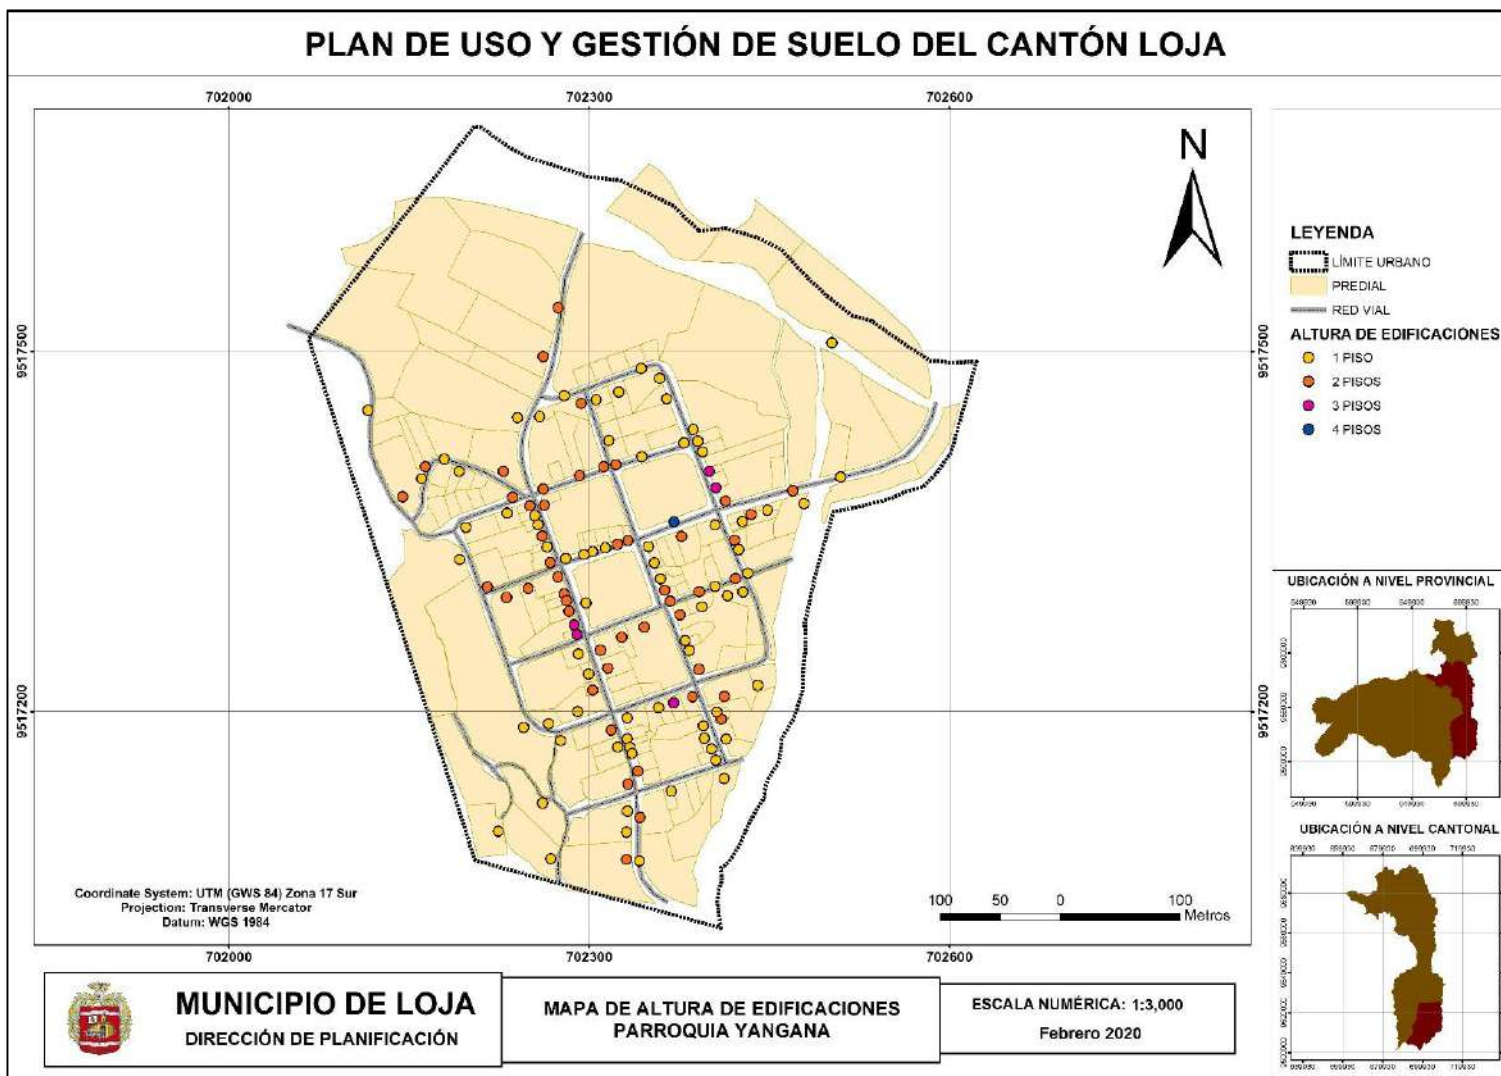 PLAN DE USO Y GESTIÓN DE SUELO DEL CANTÓN LOJA
702000 702300 702600
N
9517500 9517500
9517200 9517200
LEYENDA
LÍMITE URBANO
PREDIAL
RED VIAL
ALTURA DE EDIFICACIONES
1 PISO
2 PISOS
3 PISOS
4 PISOS
UBICACIÓN A NIVEL PROVINCIAL
UBICACIÓN A NIVEL CANTONAL
Coordinate System: UTM (GWS 84) Zona 17 Sur
Projection: Transverse Mercator
Datum: WGS 1984
100 50 0 100
Metros
702000 702300 702600
MUNICIPIO DE LOJA
DIRECCIÓN DE PLANIFICACIÓN
MAPA DE ALTURA DE EDIFICACIONES
PARROQUIA YANGANA
ESCALA NUMÉRICA: 1:3,000
Febrero 2020